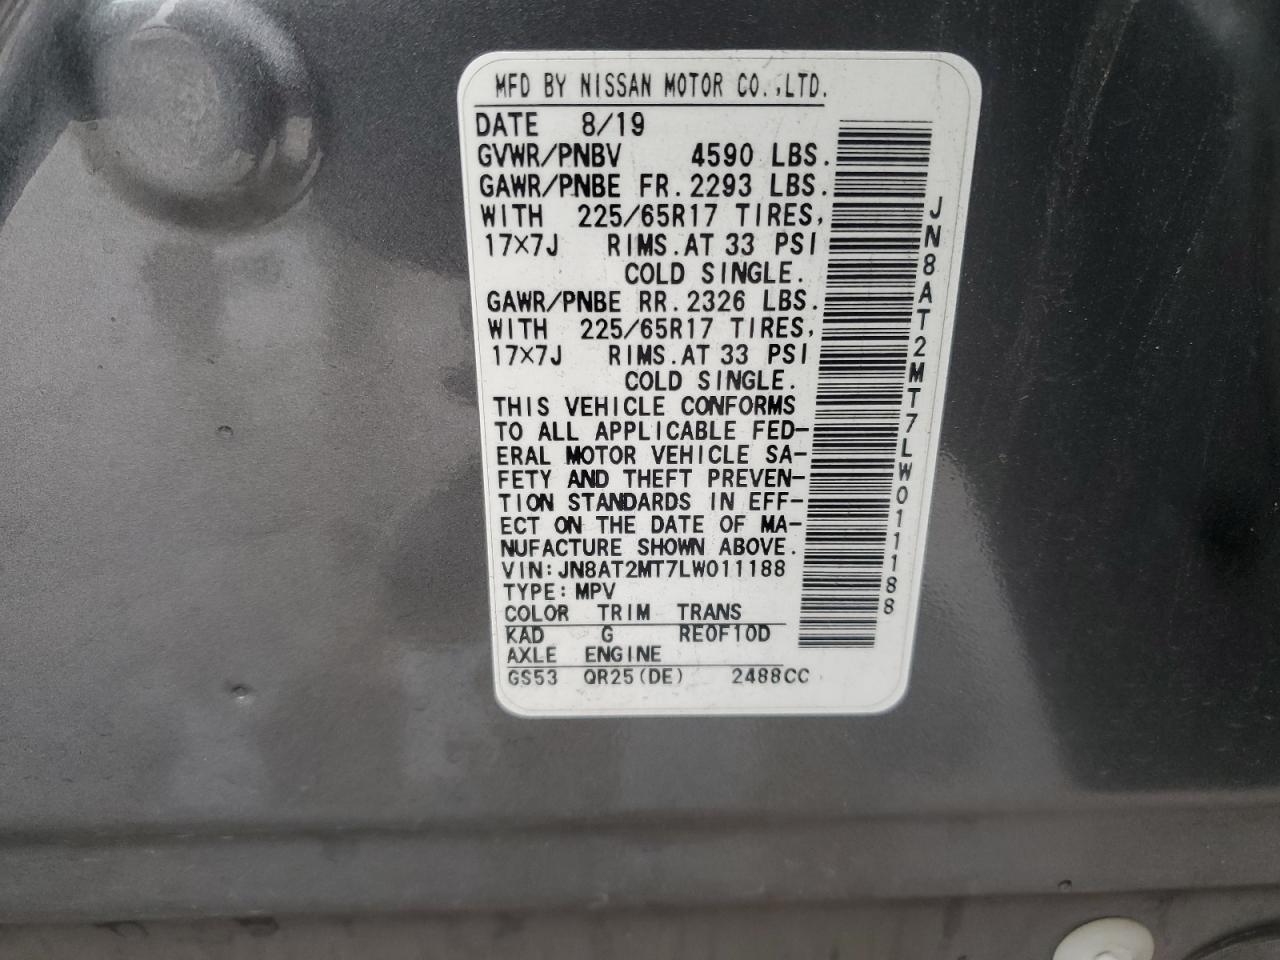 MFD BY NISSAN MOTOR CO.,LTD.
DATE 8/19
GVWR/PNBV 4590 LBS.
GAWR/PNBE FR. 2293 LBS.
WITH 225/65R17 TIRES,
17×7J RIMS. AT 33 PSI
COLD SINGLE.
GAWR/PNBE RR. 2326 LBS.
WITH 225/65R17 TIRES,
17×7J RIMS. AT 33 PSI
COLD SINGLE.
THIS VEHICLE CONFORMS
TO ALL APPLICABLE FED-
ERAL MOTOR VEHICLE SA-
FETY AND THEFT PREVEN-
TION STANDARDS IN EFF-
ECT ON THE DATE OF MA-
NUFACTURE SHOWN ABOVE.
VIN: JN8AT2MT7LW011188
TYPE: MPV
COLOR TRIM TRANS
KAD G RE0F10D
AXLE ENGINE
GS53 QR25(DE) 2488CC
JN8AT2MT7LW011188